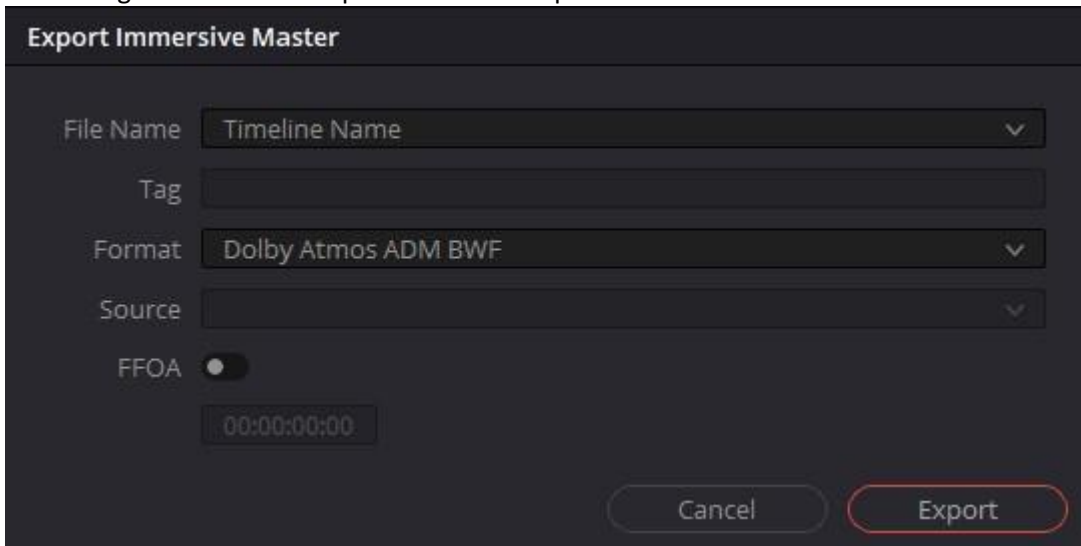 Export Immersive Master
File Name Timeline Name
Tag
Format Dolby Atmos ADM BWF
Source
FFOA
00:00:00:00
Cancel Export